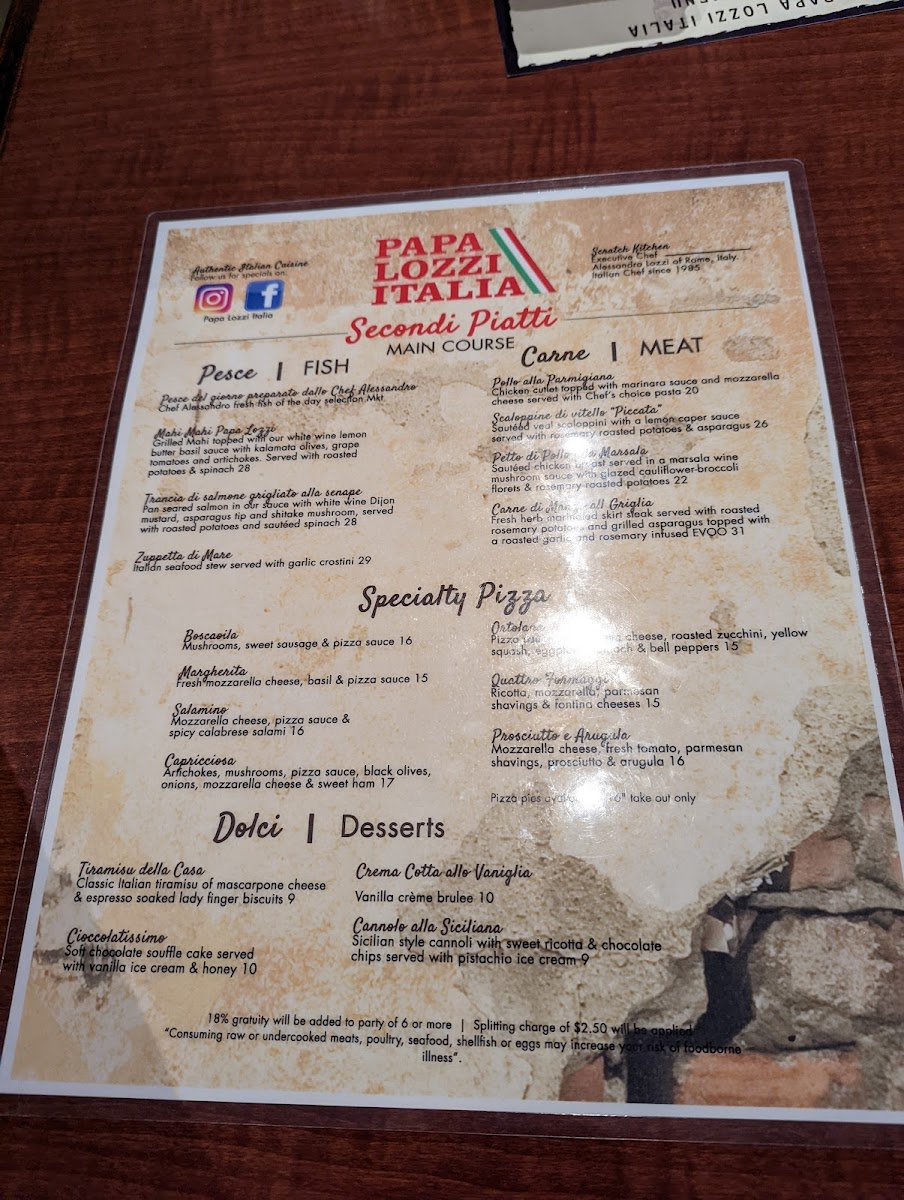 PAPA LOZZI ITALIA
Authentic Italian Cuisine
Follow us for specials on:
Papa Lozzi Italia
PAPA
LOZZI
ITALIA
Scratch Kitchen
Executive Chef
Alessandro Lozzi of Rome, Italy.
Italian Chef since 1985
Secondi Piatti
MAIN COURSE
Pesce | FISH
Pesce del giorno preparato dallo Chef Alessandro
Chef Alessandro fresh fish of the day selection Mkt.
Mahi Mahi Papa Lozzi
Grilled Mahi topped with our white wine lemon
butter basil sauce with kalamata olives, grape
tomatoes and artichokes. Served with roasted
potatoes & spinach 28
Trancia di salmone grigliato alla senape
Pan seared salmon in our sauce with white wine Dijon
mustard, asparagus tip and shitake mushroom, served
with roasted potatoes and sautéed spinach 28
Zuppetta di Mare
Italian seafood stew served with garlic crostini 29
Carne | MEAT
Pollo alla Parmigiana
Chicken cutlet topped with marinara sauce and mozzarella
cheese served with Chef's choice pasta 20
Scaloppine di vitello "Piccata"
Sautéed veal scaloppini with a lemon caper sauce
served with rosemary roasted potatoes & asparagus 26
Petto di Pollo Marsala
Sautéed chicken breast served in a marsala wine
mushroom sauce with glazed cauliflower-broccoli
florets & rosemary roasted potatoes 22
Carne di Griglia
Fresh herb marinated skirt steak served with roasted
rosemary potatoes and grilled asparagus topped with
a roasted garlic and rosemary infused EVOO 31
Specialty Pizza
Boscaoila
Mushrooms, sweet sausage & pizza sauce 16
Margherita
Fresh mozzarella cheese, basil & pizza sauce 15
Salamino
Mozzarella cheese, pizza sauce &
spicy calabrese salami 16
Capricciosa
Artichokes, mushrooms, pizza sauce, black olives,
onions, mozzarella cheese & sweet ham 17
Ortolana
Pizza cheese, roasted zucchini, yellow
squash, & bell peppers 15
Quattro Formaggi
Ricotta, mozzarella, parmesan
shavings & fontina cheeses 15
Prosciutto e Arugula
Mozzarella cheese, fresh tomato, parmesan
shavings, prosciutto & arugula 16
Pizza pies take out only
Dolci | Desserts
Tiramisu della Casa
Classic Italian tiramisu of mascarpone cheese
& espresso soaked lady finger biscuits 9
Cioccolatissimo
Soft chocolate souffle cake served
with vanilla ice cream & honey 10
Crema Cotta allo Vaniglia
Vanilla crème brulee 10
Cannolo alla Siciliana
Sicilian style cannoli with sweet ricotta & chocolate
chips served with pistachio ice cream 9
18% gratuity will be added to party of 6 or more | Splitting charge of $2.50 will be applied
"Consuming raw or undercooked meats, poultry, seafood, shellfish or eggs may increase your risk of foodborne
illness".